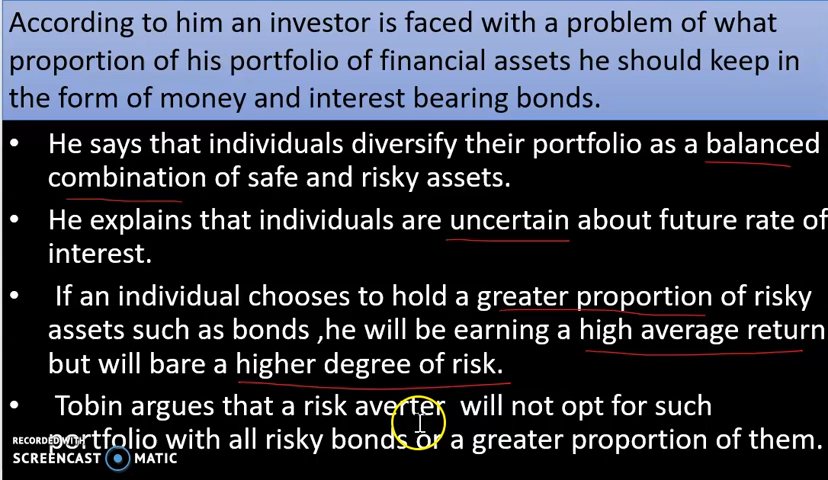 According to him an investor is faced with a problem of what
proportion of his portfolio of financial assets he should keep in
the form of money and interest bearing bonds.
• He says that individuals diversify their portfolio as a balanced
combination of safe and risky assets.
• He explains that individuals are uncertain about future rate of
interest.
• If an individual chooses to hold a greater proportion of risky
assets such as bonds ,he will be earning a high average return
but will bare a higher degree of risk.
• Tobin argues that a risk averter will not opt for such
portfolio with all risky bonds or a greater proportion of them.
RECORDED WITH
SCREENCAST MATIC